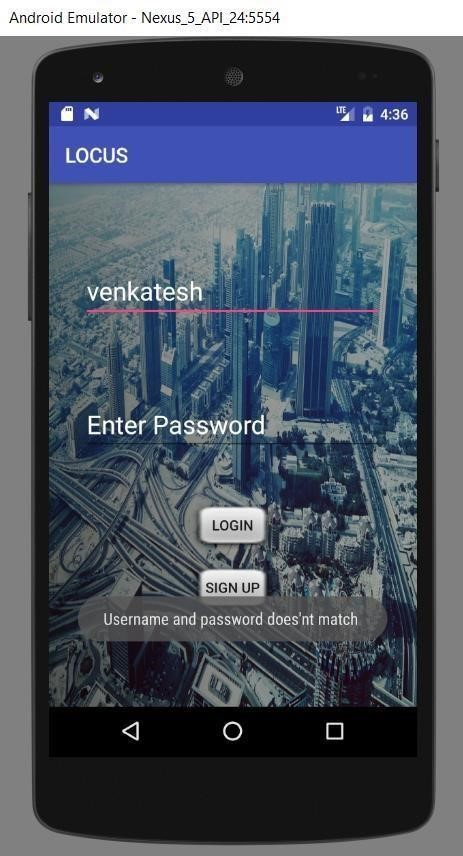 Android Emulator - Nexus_5_API_24:5554
LTE 4:36
LOCUS
venkatesh
Enter Password
LOGIN
SIGN UP
Username and password does'nt match